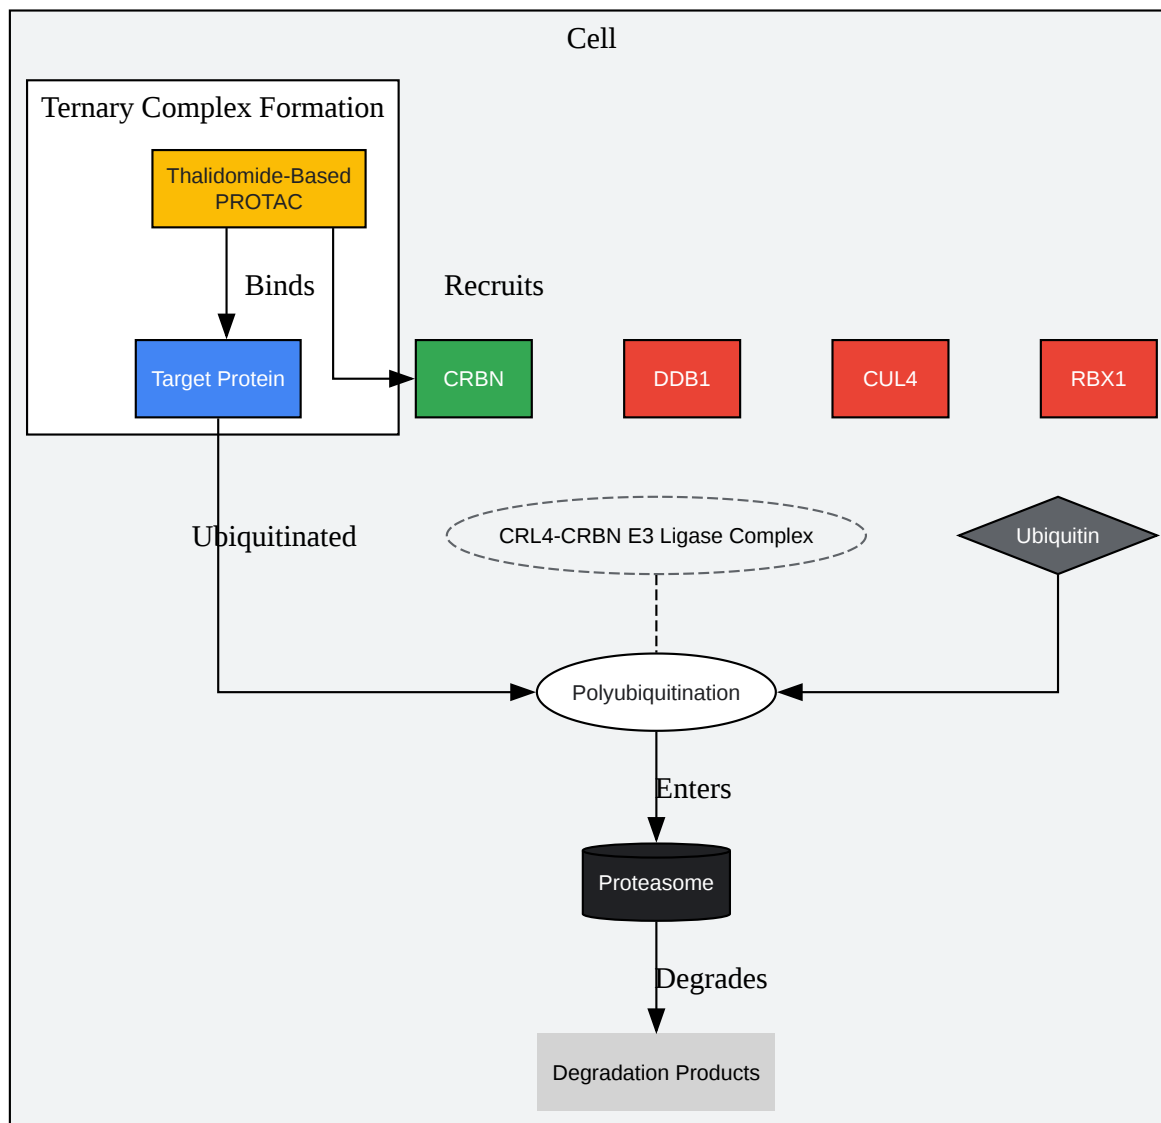 Cell
Ternary Complex Formation
Thalidomide-Based
PROTAC
Binds
Recruits
Target Protein
CRBN
DDB1
CUL4
RBX1
Ubiquitinated
CRL4-CRBN E3 Ligase Complex
Ubiquitin
Polyubiquitination
Enters
Proteasome
Degrades
Degradation Products